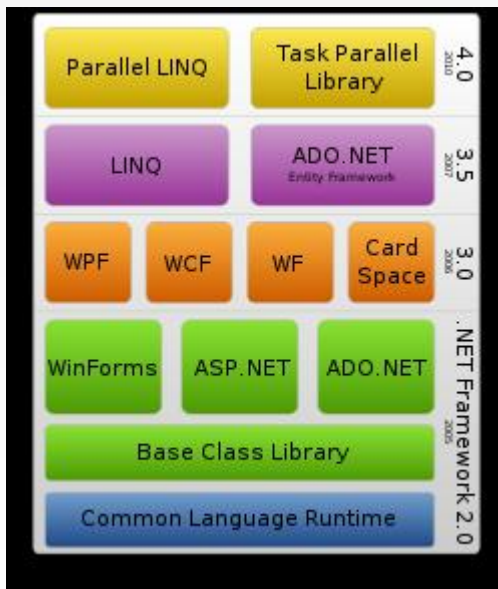 Parallel LINQ
Task Parallel
Library
4.0
2010
LINQ
ADO.NET
Entity Framework
3.5
2007
WPF
WCF
WF
Card
Space
3.0
2006
WinForms
ASP.NET
ADO.NET
Base Class Library
Common Language Runtime
.NET Framework 2.0
2005